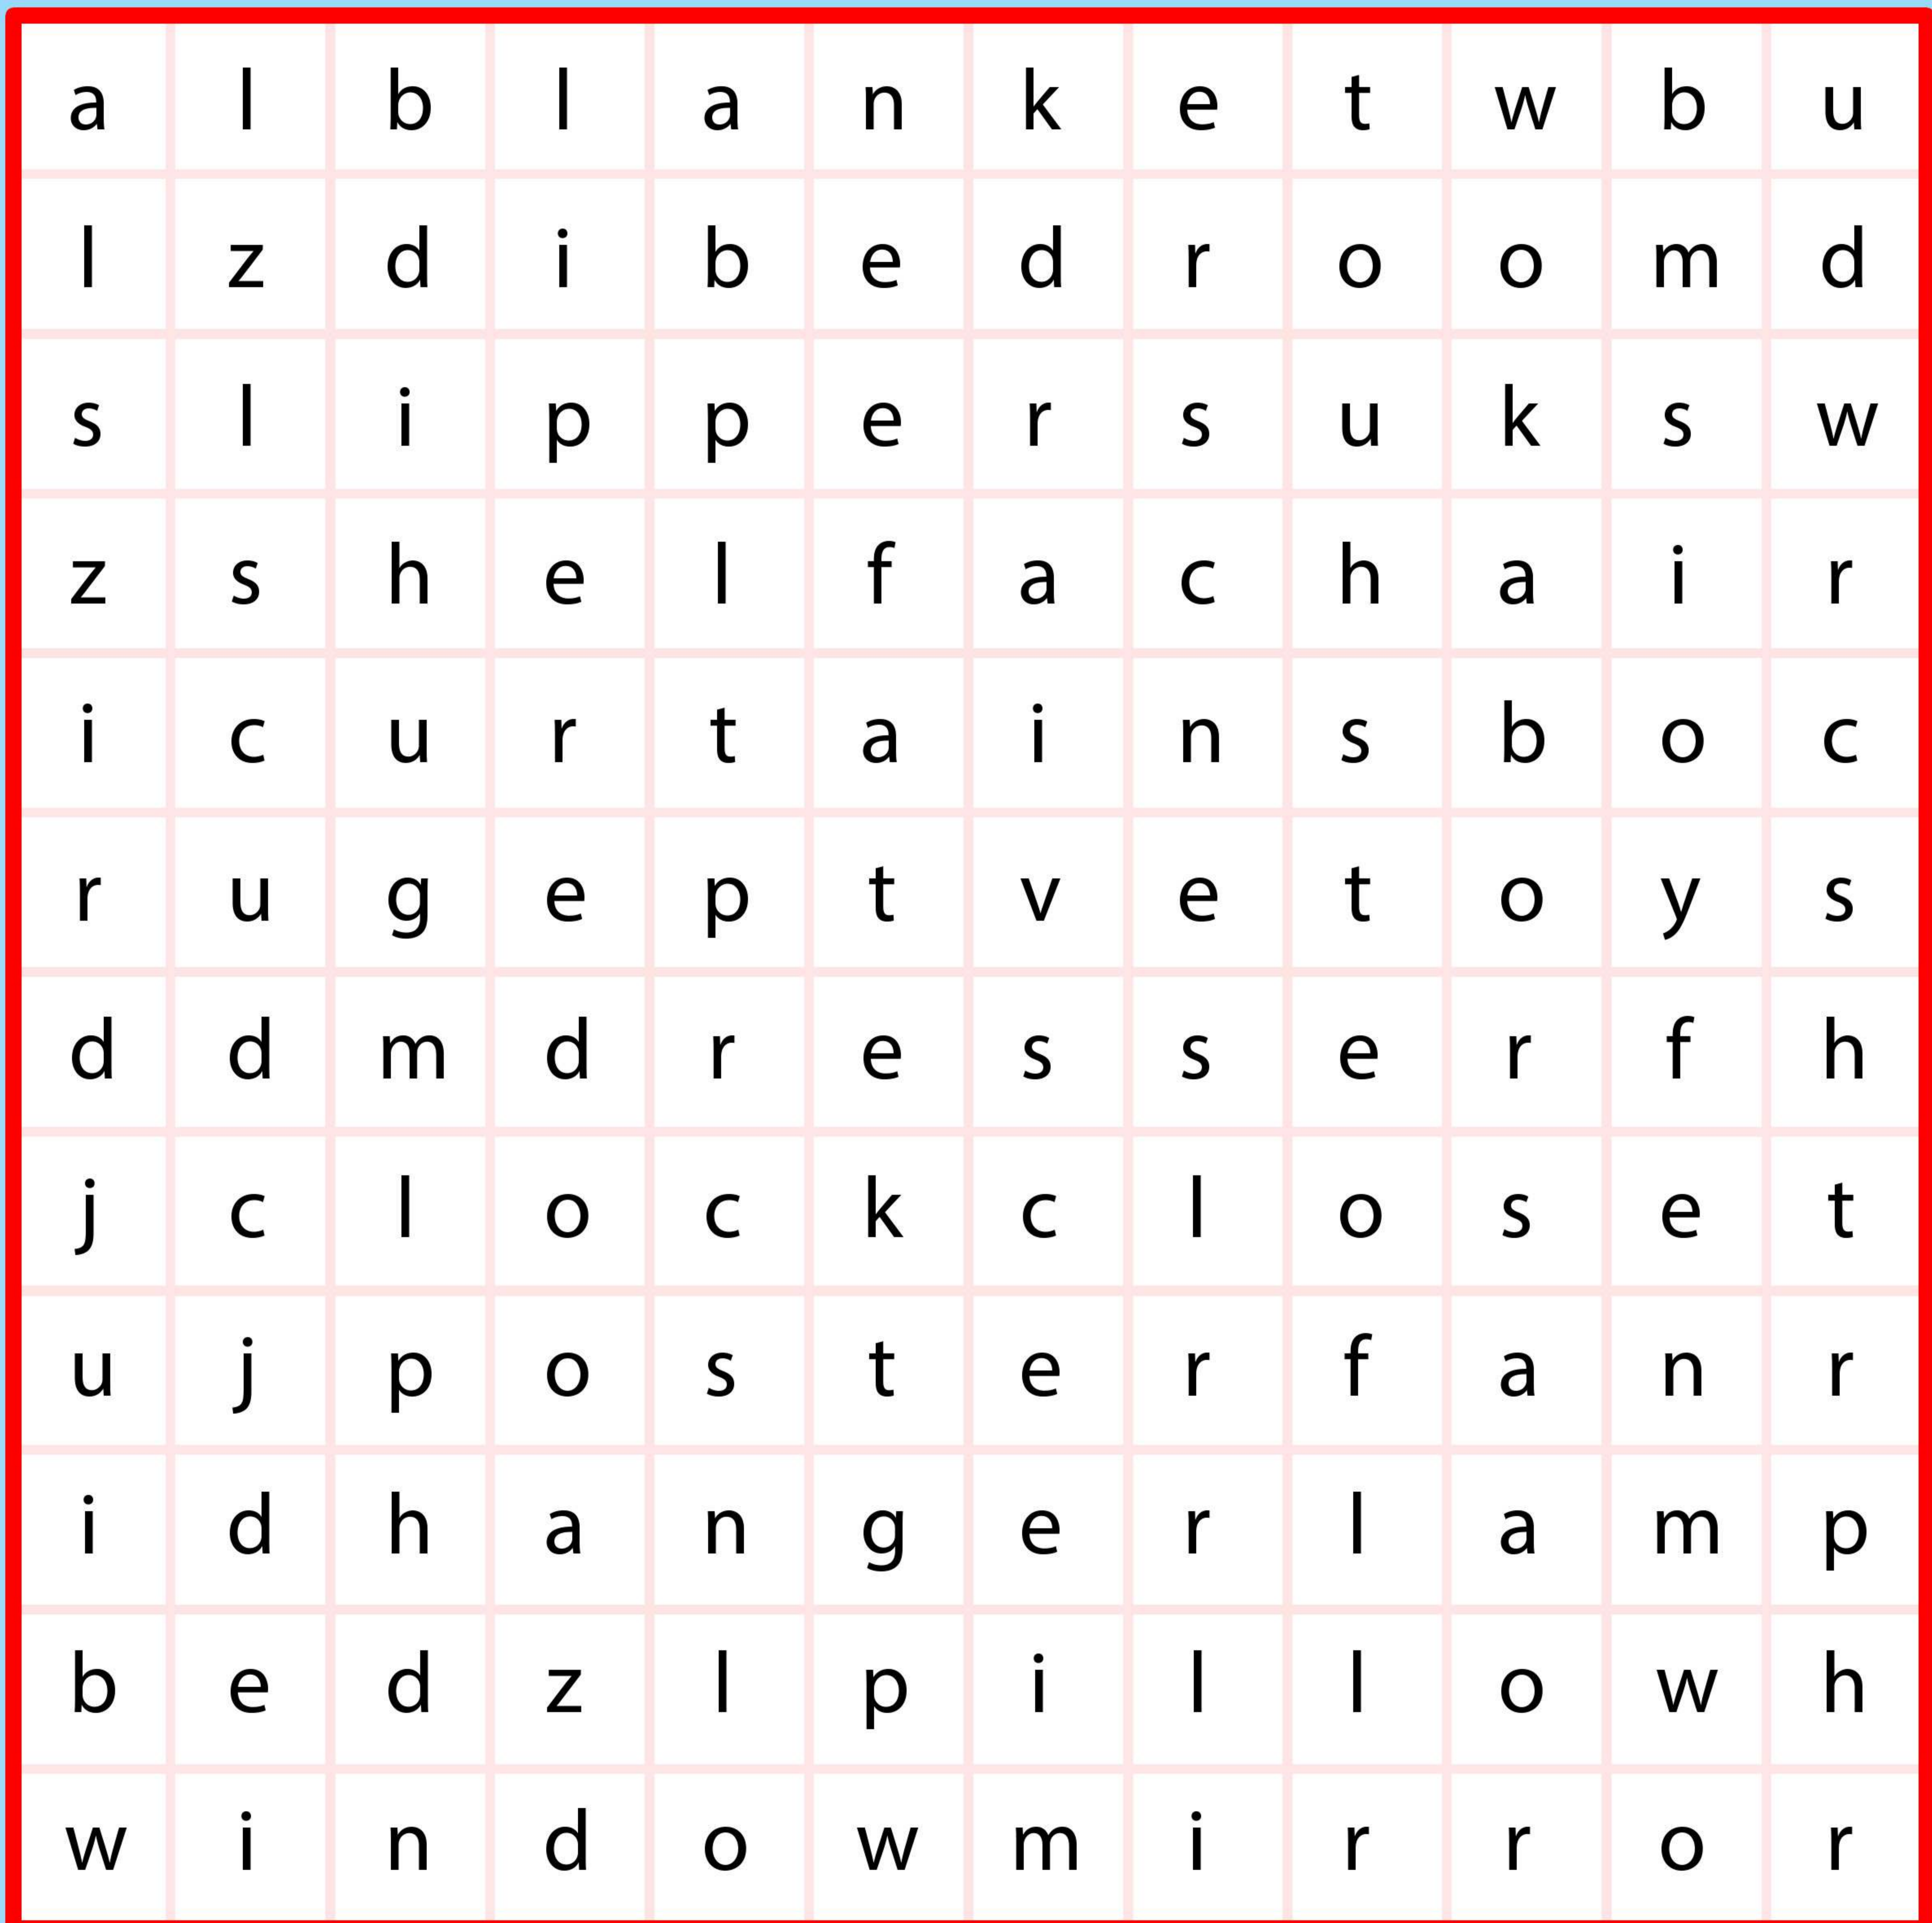 a l b l a n k e t w b u
l z d i b e d r o o m d
s l i p p e r s u k s w
z s h e l f a c h a i r
i c u r t a i n s b o c
r u g e p t v e t o y s
d d m d r e s s e r f h
j c l o c k c l o s e t
u j p o s t e r f a n r
i d h a n g e r l a m p
b e d z l p i l l o w h
w i n d o w m i r r o r